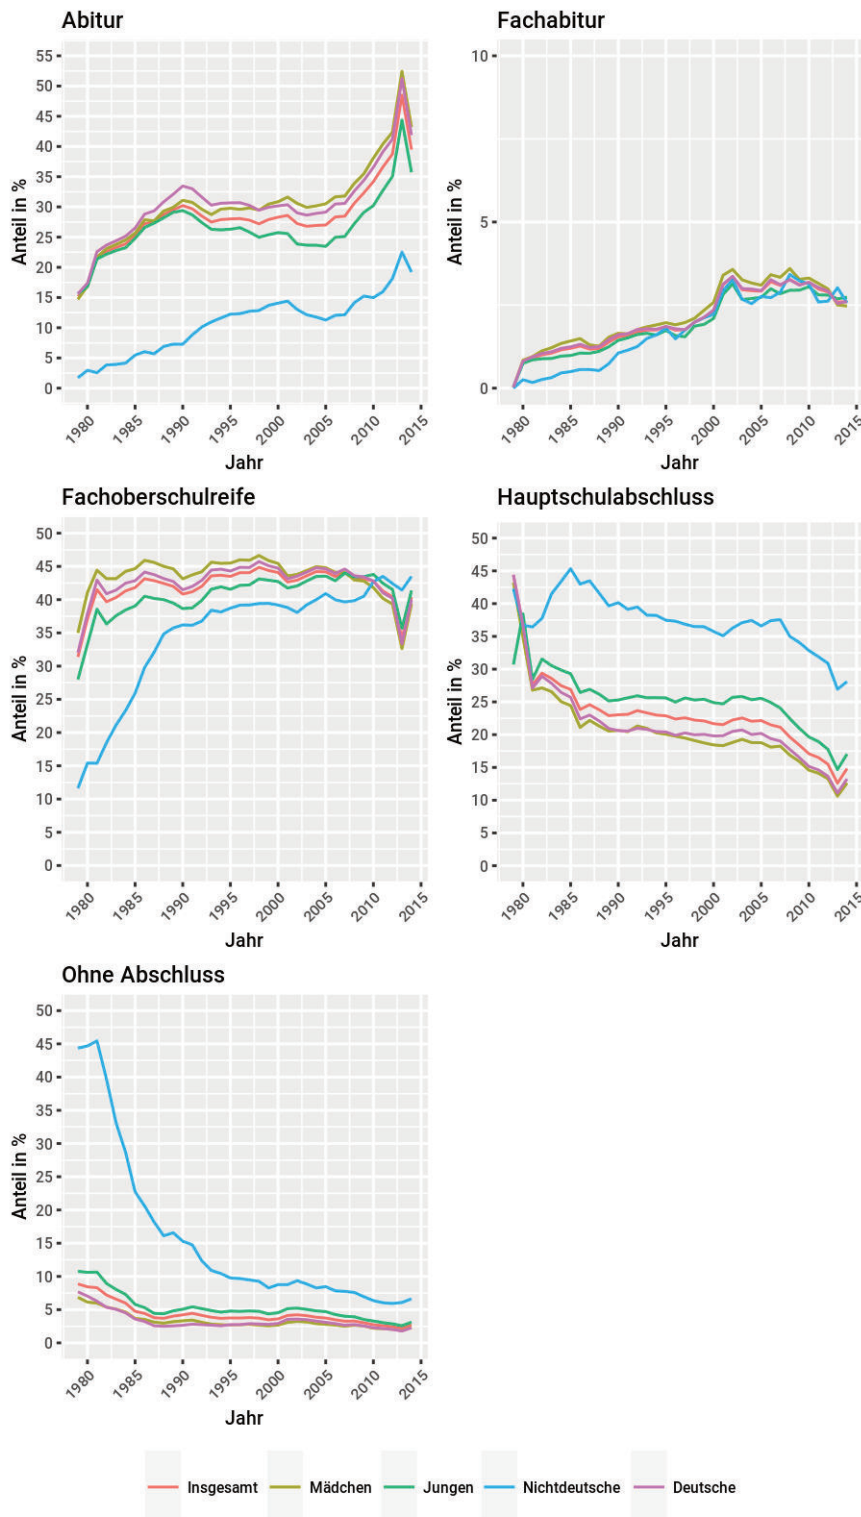 Abitur
Anteil in %
55
50
45
40
35
30
25
20
15
10
5
0
1980 1985 1990 1995 2000 2005 2010 2015
Jahr
Fachabitur
Anteil in %
10
5
0
1980 1985 1990 1995 2000 2005 2010 2015
Jahr
Fachoberschulreife
Anteil in %
50
45
40
35
30
25
20
15
10
5
0
1980 1985 1990 1995 2000 2005 2010 2015
Jahr
Hauptschulabschluss
Anteil in %
50
45
40
35
30
25
20
15
10
5
0
1980 1985 1990 1995 2000 2005 2010 2015
Jahr
Ohne Abschluss
Anteil in %
50
45
40
35
30
25
20
15
10
5
0
1980 1985 1990 1995 2000 2005 2010 2015
Jahr
Insgesamt Mädchen Jungen Nichtdeutsche Deutsche